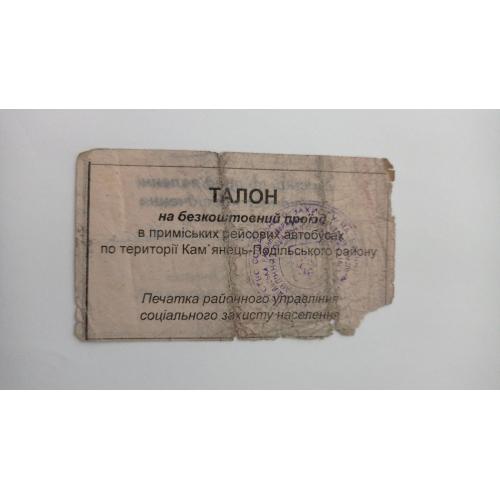 ТАЛОН
на безкоштовний проїзд
в приміських рейсових автобусах
по території Кам`янець-Подільського району
Печатка районного управління
соціального захисту населення